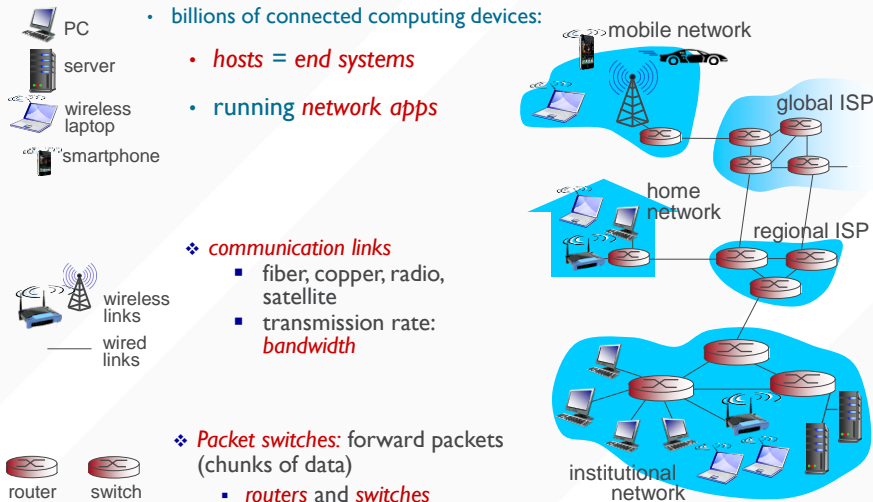 PC
server
wireless
laptop
smartphone
• billions of connected computing devices:
• hosts = end systems
• running network apps
wireless
links
wired
links
❖ communication links
▪ fiber, copper, radio,
satellite
▪ transmission rate:
bandwidth
router
switch
❖ Packet switches: forward packets
(chunks of data)
▪ routers and switches
mobile network
global ISP
home
network
regional ISP
institutional
network